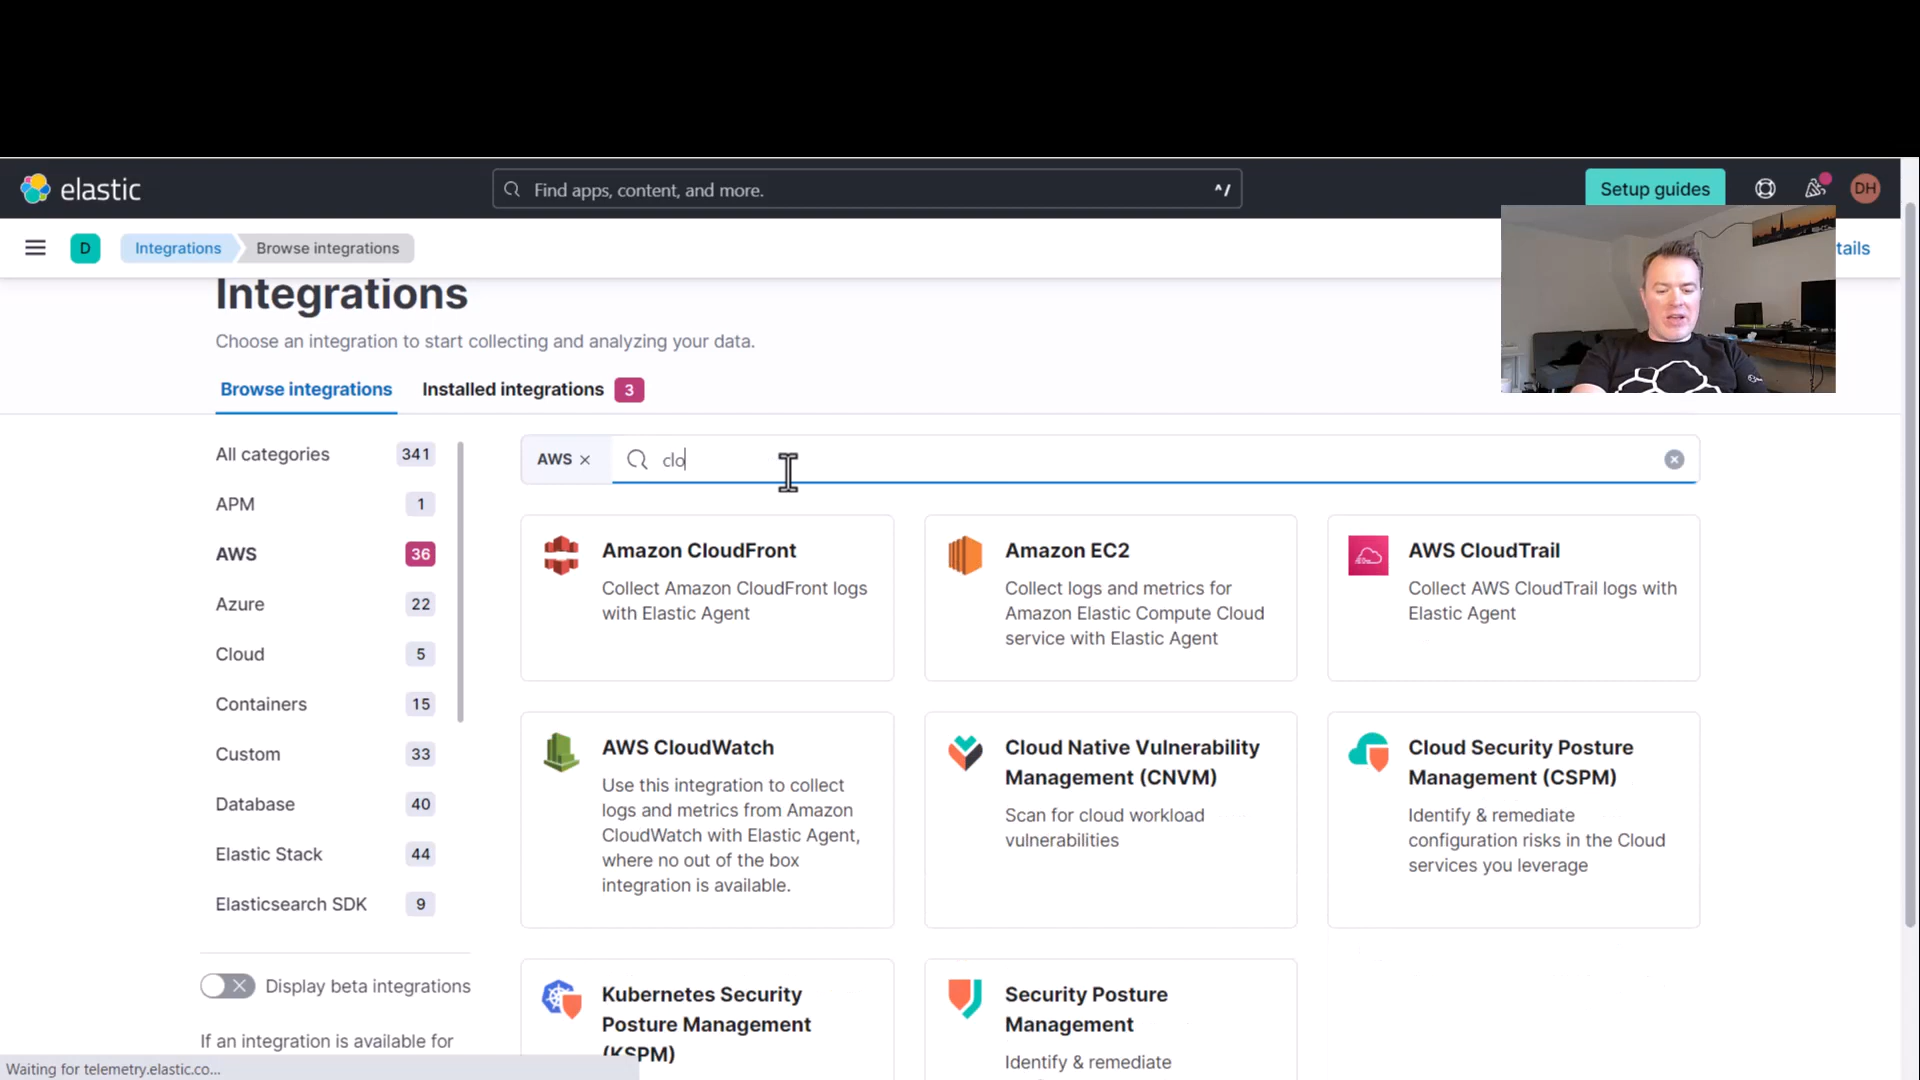 elastic
Find apps, content, and more.
^/
Setup guides
DH
D
Integrations
Browse integrations
tails
Integrations
Choose an integration to start collecting and analyzing your data.
Browse integrations
Installed integrations
3
All categories
341
APM
1
AWS
36
Azure
22
Cloud
5
Containers
15
Custom
33
Database
40
Elastic Stack
44
Elasticsearch SDK
9
Display beta integrations
If an integration is available for
AWS
clo
Amazon CloudFront
Collect Amazon CloudFront logs
with Elastic Agent
Amazon EC2
Collect logs and metrics for
Amazon Elastic Compute Cloud
service with Elastic Agent
AWS CloudTrail
Collect AWS CloudTrail logs with
Elastic Agent
AWS CloudWatch
Use this integration to collect
logs and metrics from Amazon
CloudWatch with Elastic Agent,
where no out of the box
integration is available.
Cloud Native Vulnerability
Management (CNVM)
Scan for cloud workload
vulnerabilities
Cloud Security Posture
Management (CSPM)
Identify & remediate
configuration risks in the Cloud
services you leverage
Kubernetes Security
Posture Management
(KSPM)
Security Posture
Management
Identify & remediate
Waiting for telemetry.elastic.co...